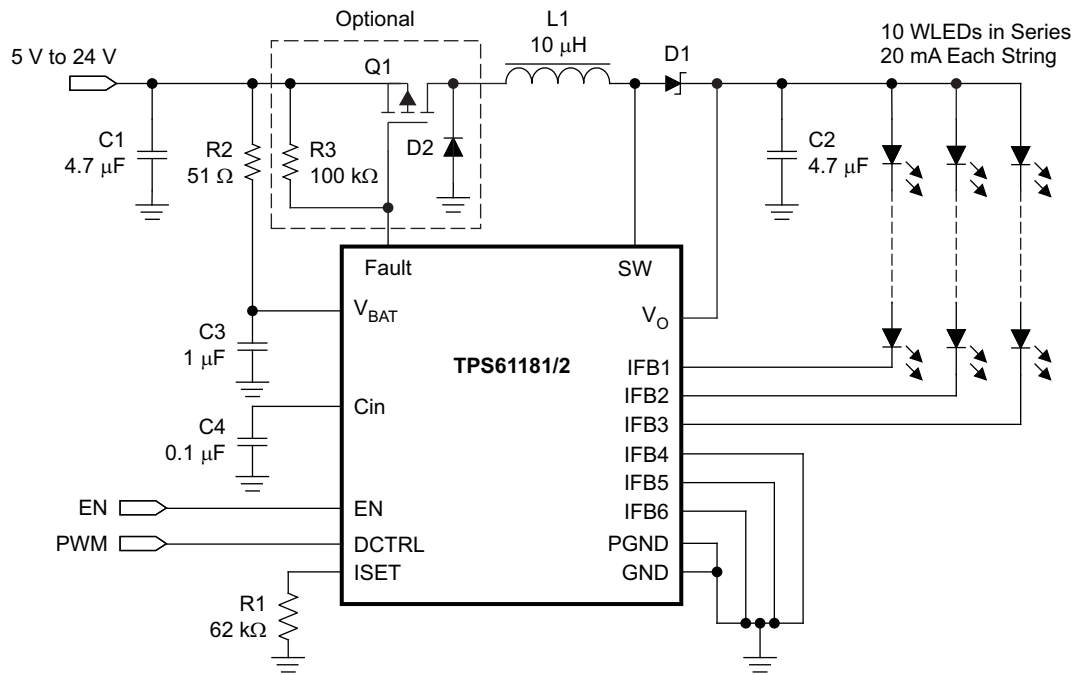 Optional
L1
10 μH
10 WLEDs in Series
20 mA Each String
5 V to 24 V
Q1
D1
C1
4.7 μF
R2
51 Ω
R3
100 kΩ
D2
C2
4.7 μF
Fault
SW
VBAT
VO
C3
1 μF
TPS61181/2
IFB1
IFB2
IFB3
Cin
C4
0.1 μF
IFB4
IFB5
IFB6
EN
EN
PWM
DCTRL
PGND
ISET
GND
R1
62 kΩ